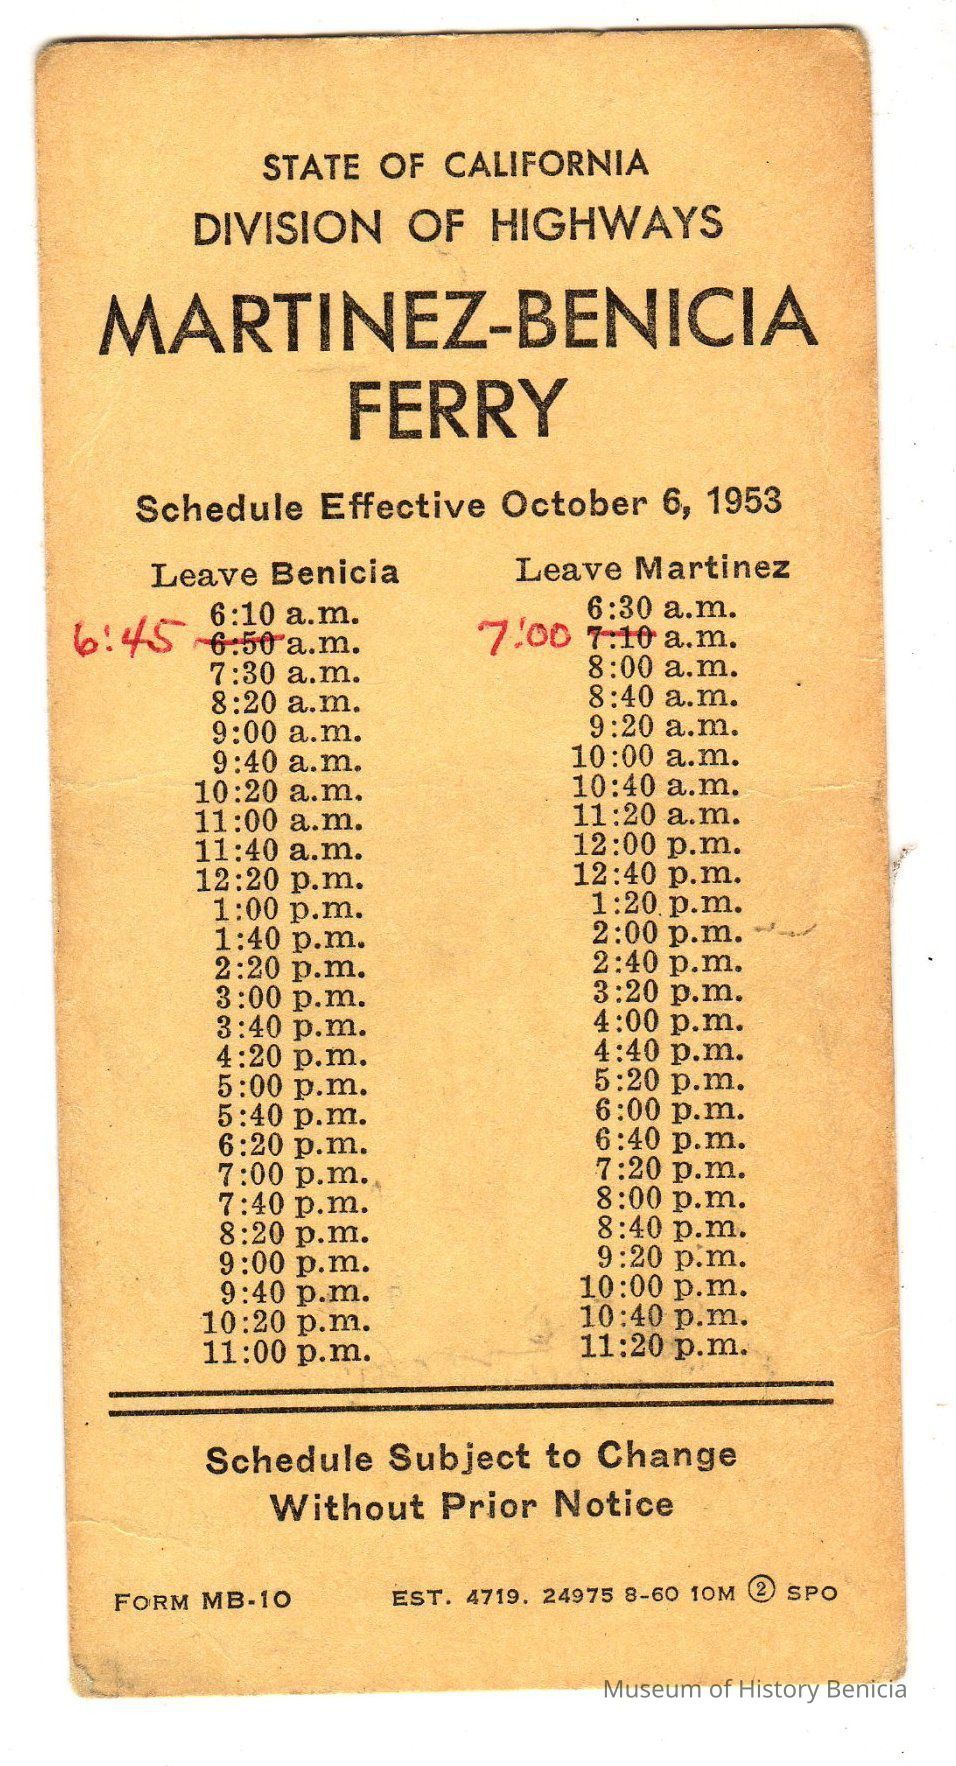 STATE OF CALIFORNIA
DIVISION OF HIGHWAYS
MARTINEZ-BENICIA
FERRY
Schedule Effective October 6, 1953
Leave Benicia Leave Martinez
6:10 a.m. 6:30 a.m.
6:45 6:50 a.m. 7:00 7:10 a.m.
7:30 a.m. 8:00 a.m.
8:20 a.m. 8:40 a.m.
9:00 a.m. 9:20 a.m.
9:40 a.m. 10:00 a.m.
10:20 a.m. 10:40 a.m.
11:00 a.m. 11:20 a.m.
11:40 a.m. 12:00 p.m.
12:20 p.m. 12:40 p.m.
1:00 p.m. 1:20 p.m.
1:40 p.m. 2:00 p.m.
2:20 p.m. 2:40 p.m.
3:00 p.m. 3:20 p.m.
3:40 p.m. 4:00 p.m.
4:20 p.m. 4:40 p.m.
5:00 p.m. 5:20 p.m.
5:40 p.m. 6:00 p.m.
6:20 p.m. 6:40 p.m.
7:00 p.m. 7:20 p.m.
7:40 p.m. 8:00 p.m.
8:20 p.m. 8:40 p.m.
9:00 p.m. 9:20 p.m.
9:40 p.m. 10:00 p.m.
10:20 p.m. 10:40 p.m.
11:00 p.m. 11:20 p.m.
Schedule Subject to Change
Without Prior Notice
FORM MB-10 EST. 4719. 24975 8-60 10M ② SPO
Museum of History Benicia